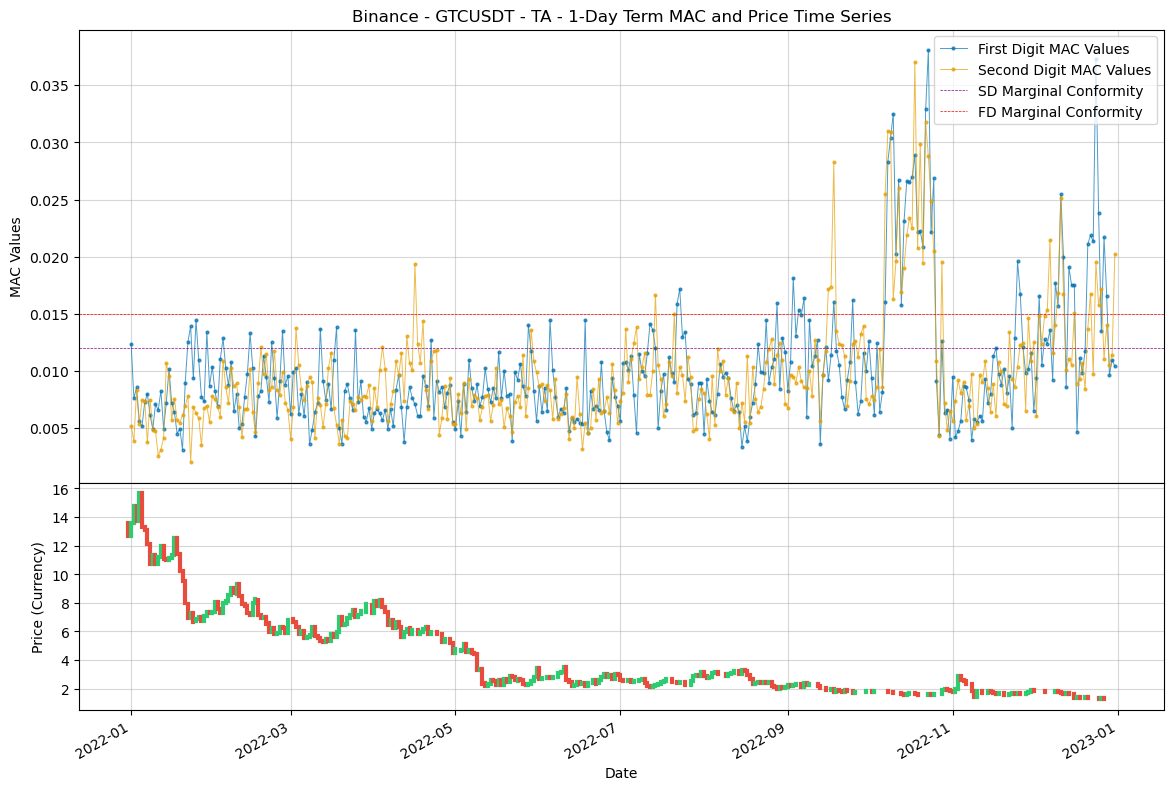 Binance - GTCUSDT - TA - 1-Day Term MAC and Price Time Series
First Digit MAC Values
Second Digit MAC Values
SD Marginal Conformity
FD Marginal Conformity
MAC Values
0.035
0.030
0.025
0.020
0.015
0.010
0.005
Price (Currency)
16
14
12
10
8
6
4
2
2022-01
2022-03
2022-05
2022-07
2022-09
2022-11
2023-01
Date